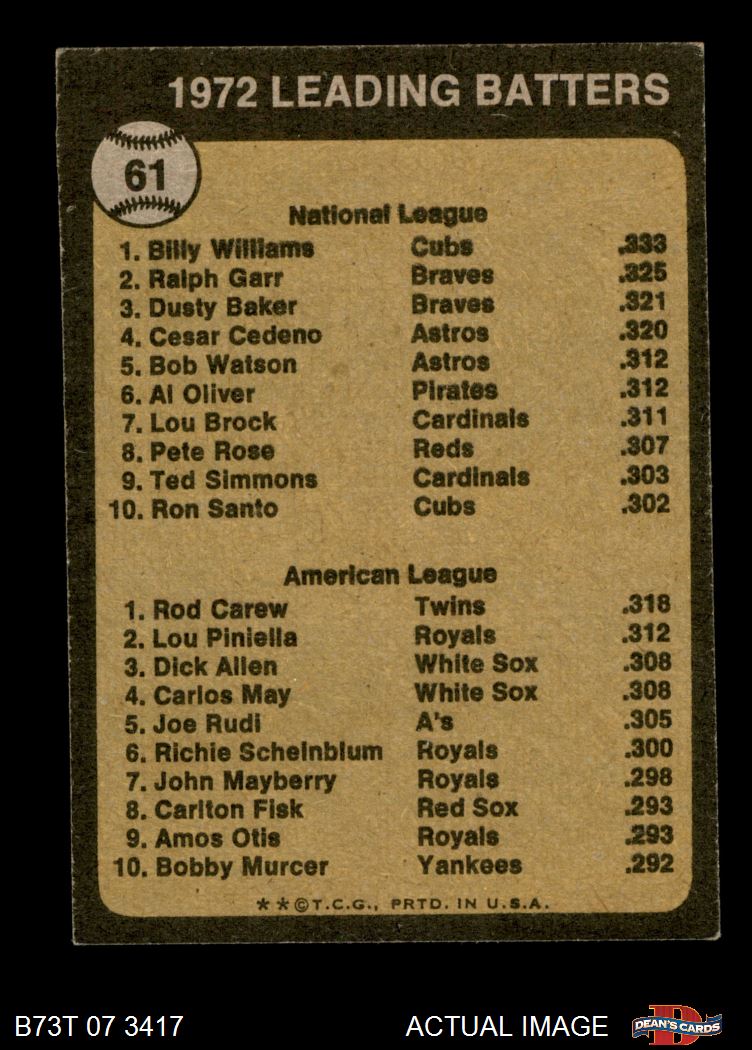 1972 LEADING BATTERS
61
National League
1. Billy Williams Cubs .333
2. Ralph Garr Braves .325
3. Dusty Baker Braves .321
4. Cesar Cedeno Astros .320
5. Bob Watson Astros .312
6. Al Oliver Pirates .312
7. Lou Brock Cardinals .311
8. Pete Rose Reds .307
9. Ted Simmons Cardinals .303
10. Ron Santo Cubs .302
American League
1. Rod Carew Twins .318
2. Lou Piniella Royals .312
3. Dick Allen White Sox .308
4. Carlos May White Sox .308
5. Joe Rudi A's .305
6. Richie Scheinblum Royals .300
7. John Mayberry Royals .298
8. Carlton Fisk Red Sox .293
9. Amos Otis Royals .293
10. Bobby Murcer Yankees .292
**©T.C.G., PRTD. IN U.S.A.
B73T 07 3417 ACTUAL IMAGE D DEAN'S CARDS